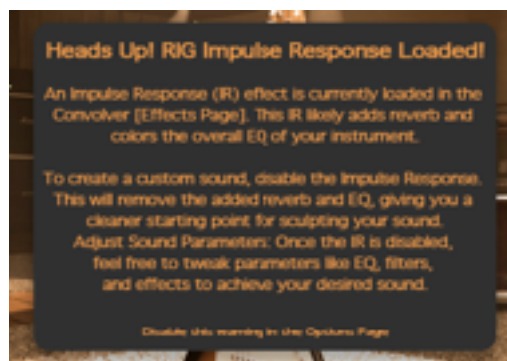 Heads Up! RIG Impulse Response Loaded!
An Impulse Response (IR) effect is currently loaded in the
Convolver [Effects Page]. This IR likely adds reverb and
colors the overall EQ of your instrument.
To create a custom sound, disable the Impulse Response.
This will remove the added reverb and EQ, giving you a
cleaner starting point for sculpting your sound.
Adjust Sound Parameters: Once the IR is disabled,
feel free to tweak parameters like EQ, filters,
and effects to achieve your desired sound.
Disable this warning in the Options Page